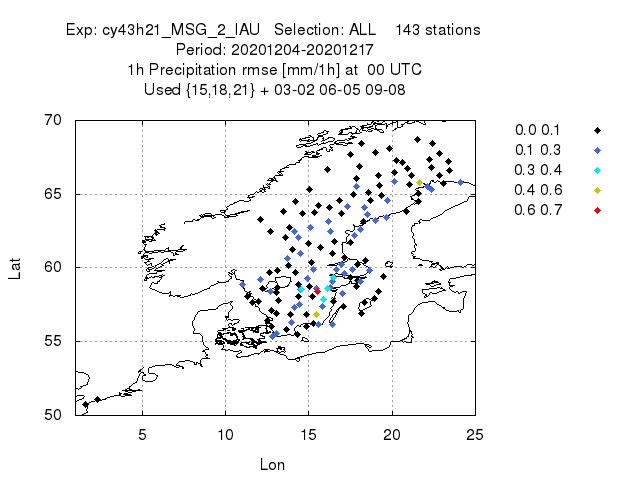 Exp: cy43h21_MSG_2_IAU Selection: ALL 143 stations
Period: 20201204-20201217
1h Precipitation rmse [mm/1h] at 00 UTC
Used {15,18,21} + 03-02 06-05 09-08
70
65
60
55
50
5
10
15
20
25
Lat
Lon
0.0 0.1
0.1 0.3
0.3 0.4
0.4 0.6
0.6 0.7